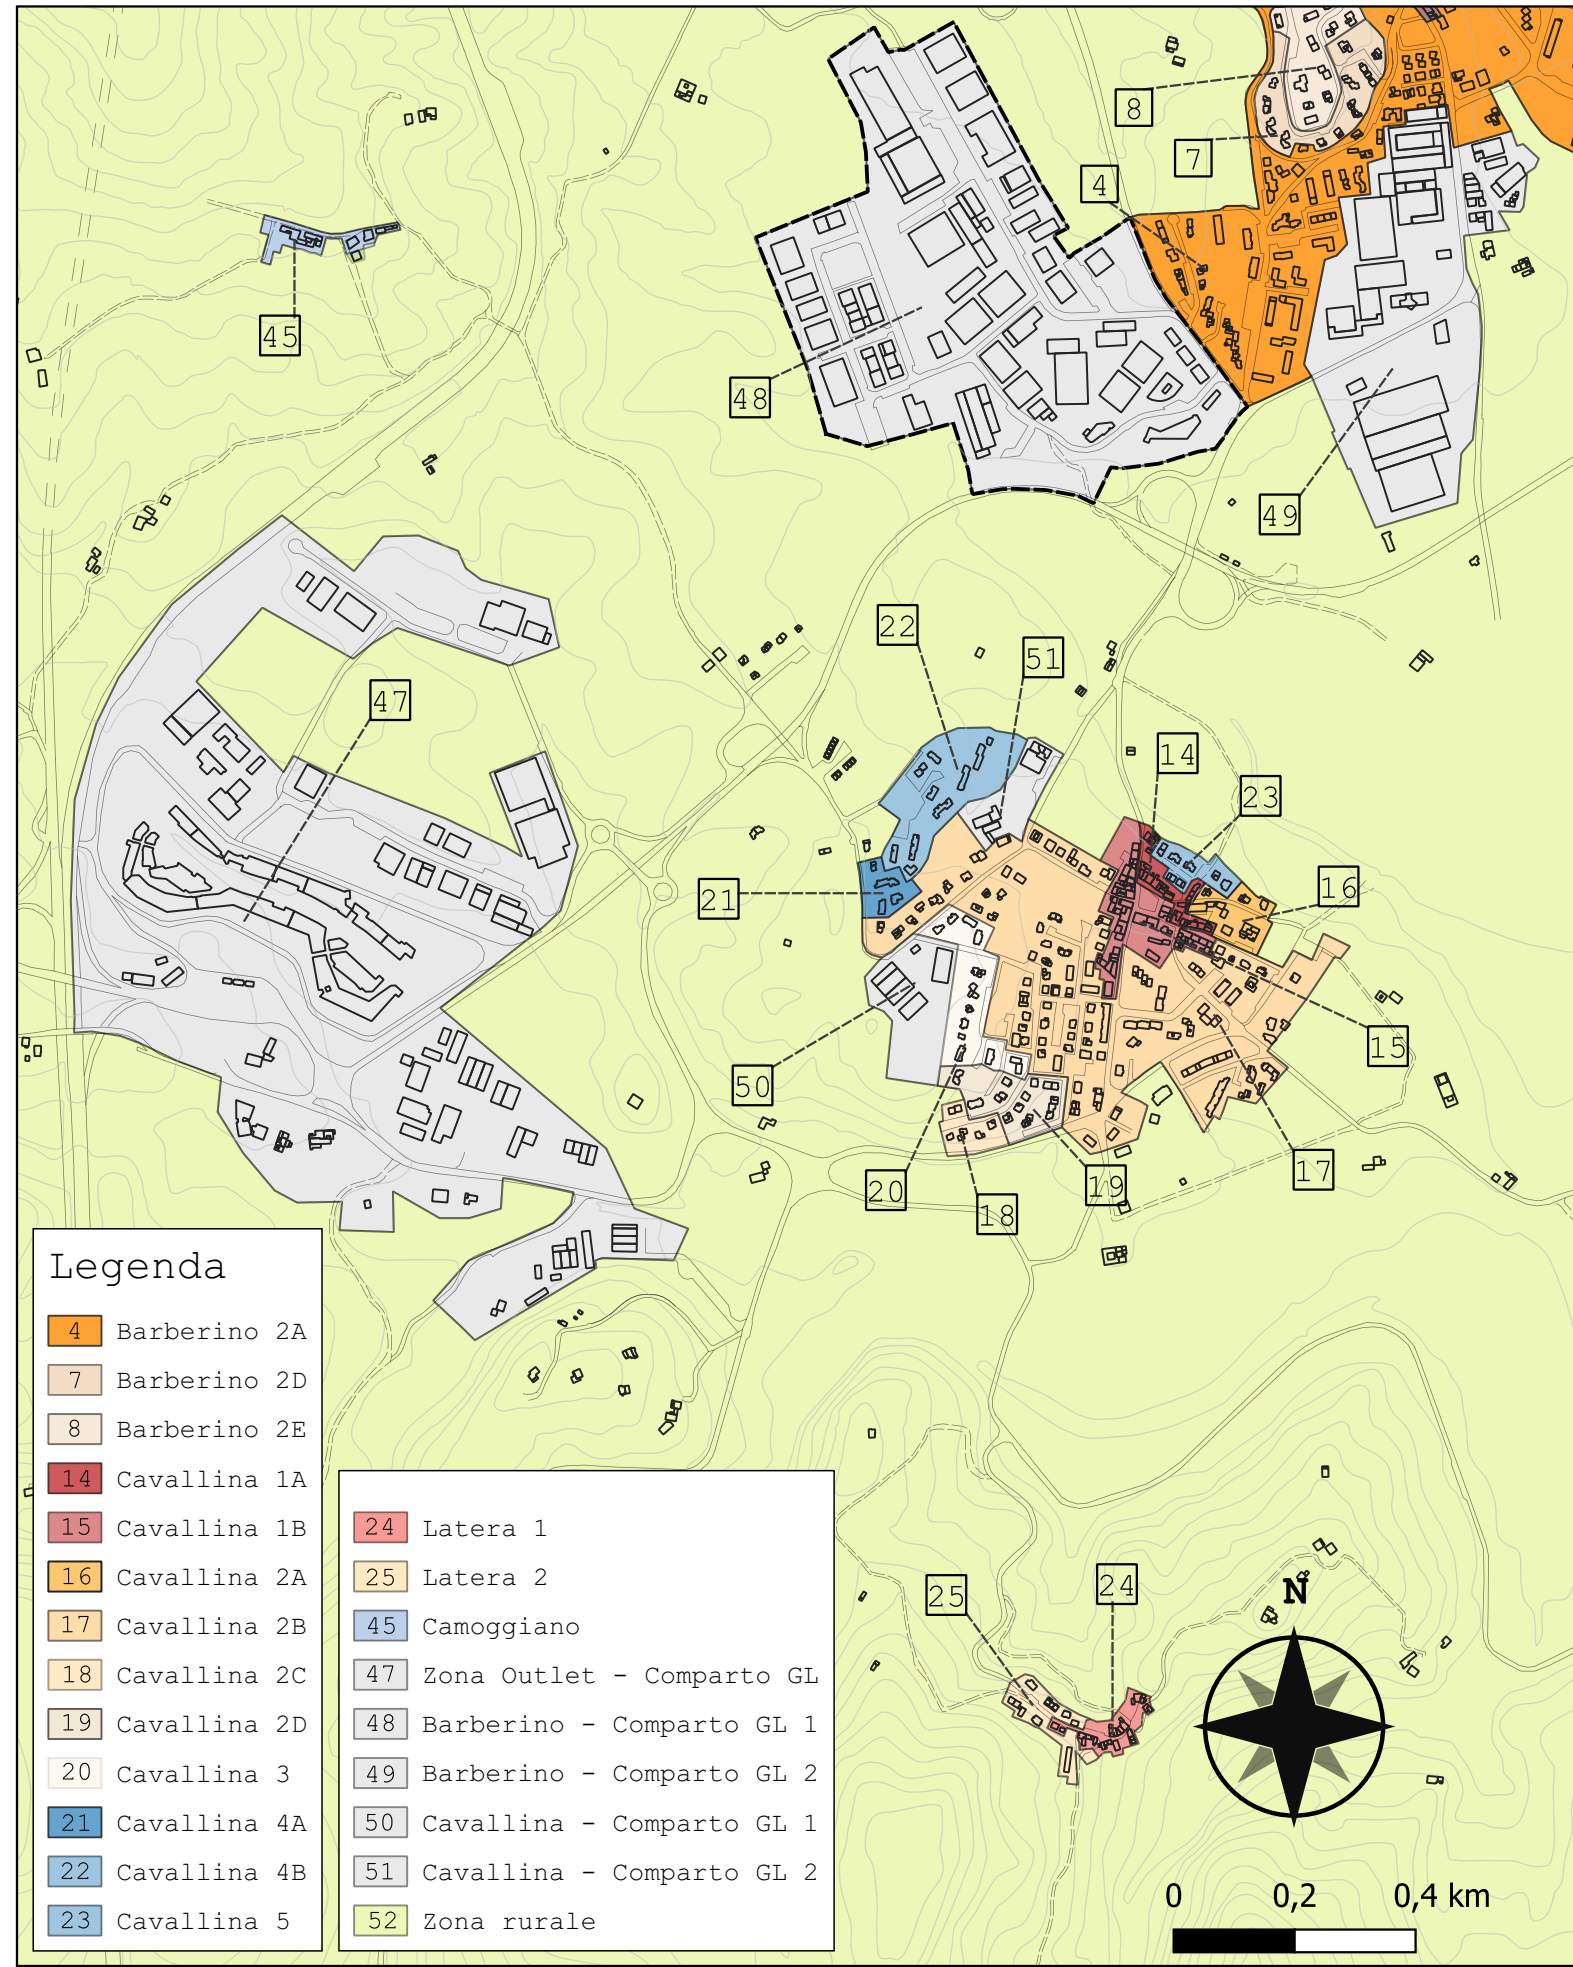 8
7
4
45
48
49
22
51
47
14
23
16
21
15
50
17
20
19
18
Legenda
4 Barberino 2A
7 Barberino 2D
8 Barberino 2E
14 Cavallina 1A
15 Cavallina 1B
16 Cavallina 2A
17 Cavallina 2B
18 Cavallina 2C
19 Cavallina 2D
20 Cavallina 3
21 Cavallina 4A
22 Cavallina 4B
23 Cavallina 5
24 Latera 1
25 Latera 2
45 Camoggiano
47 Zona Outlet - Comparto GL
48 Barberino - Comparto GL 1
49 Barberino - Comparto GL 2
50 Cavallina - Comparto GL 1
51 Cavallina - Comparto GL 2
52 Zona rurale
25
24
N
0 0,2 0,4 km